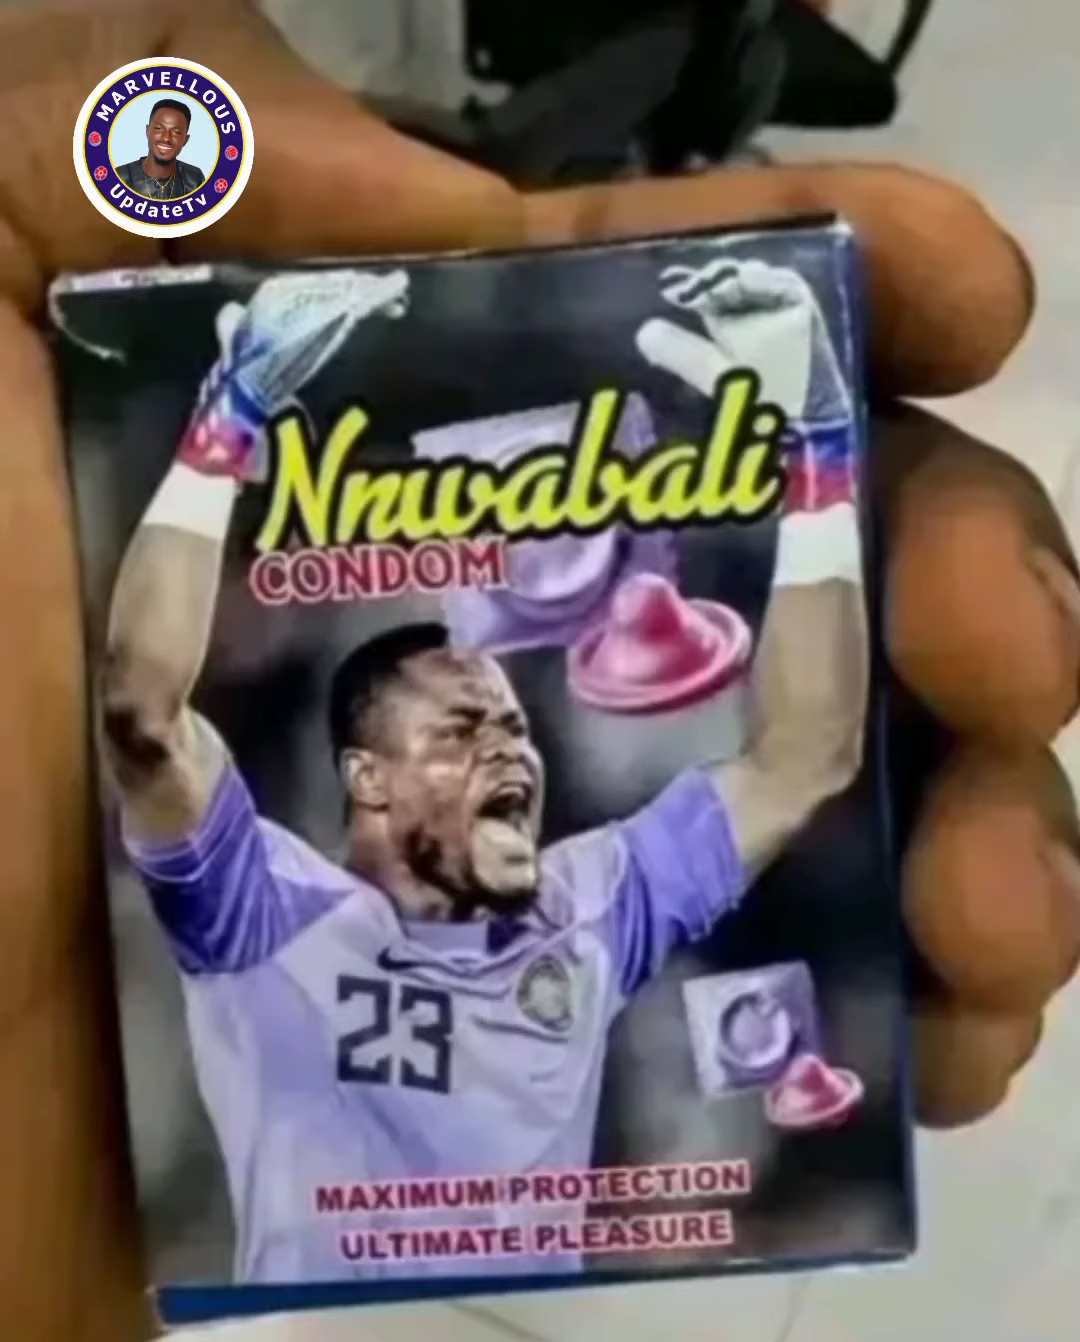 MARVELLOUS
UpdateTv
Nnwabali
CONDOM
23
MAXIMUM PROTECTION
ULTIMATE PLEASURE